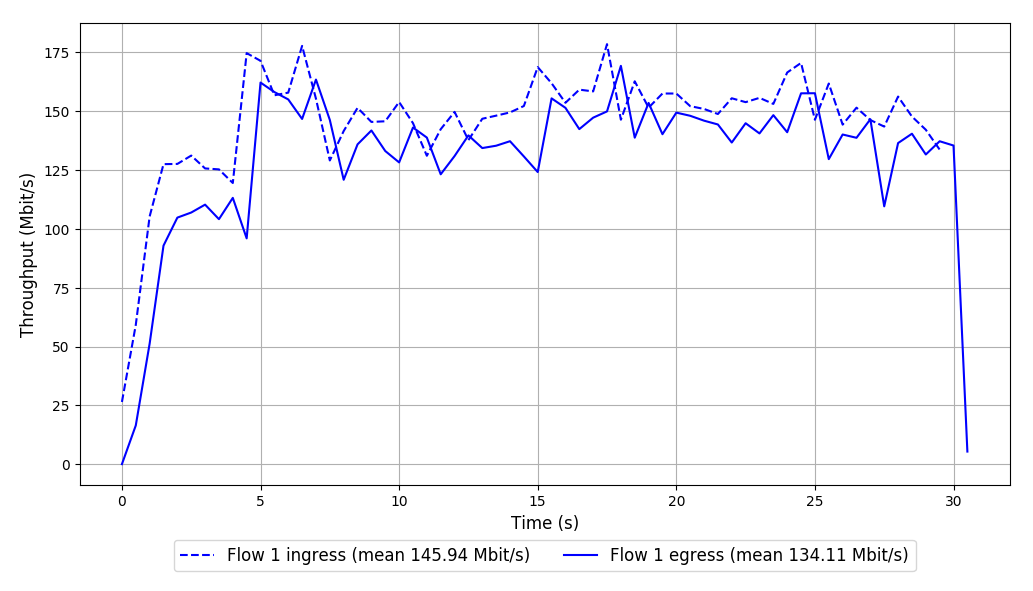 175
150
125
100
75
50
25
0
Throughput (Mbit/s)
0 5 10 15 20 25 30
Time (s)
Flow 1 ingress (mean 145.94 Mbit/s) Flow 1 egress (mean 134.11 Mbit/s)